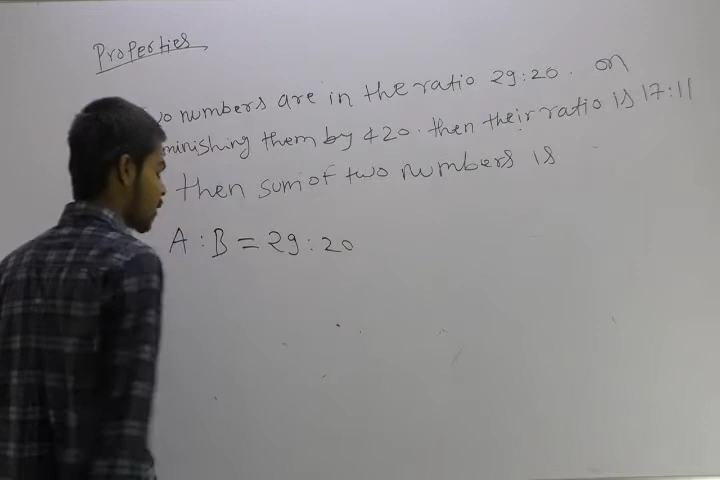 Properties
numbers are in the ratio 29:20. on
them by 420. then their ratio is 17:11
then sum of two numbers is
A:B = 29:20